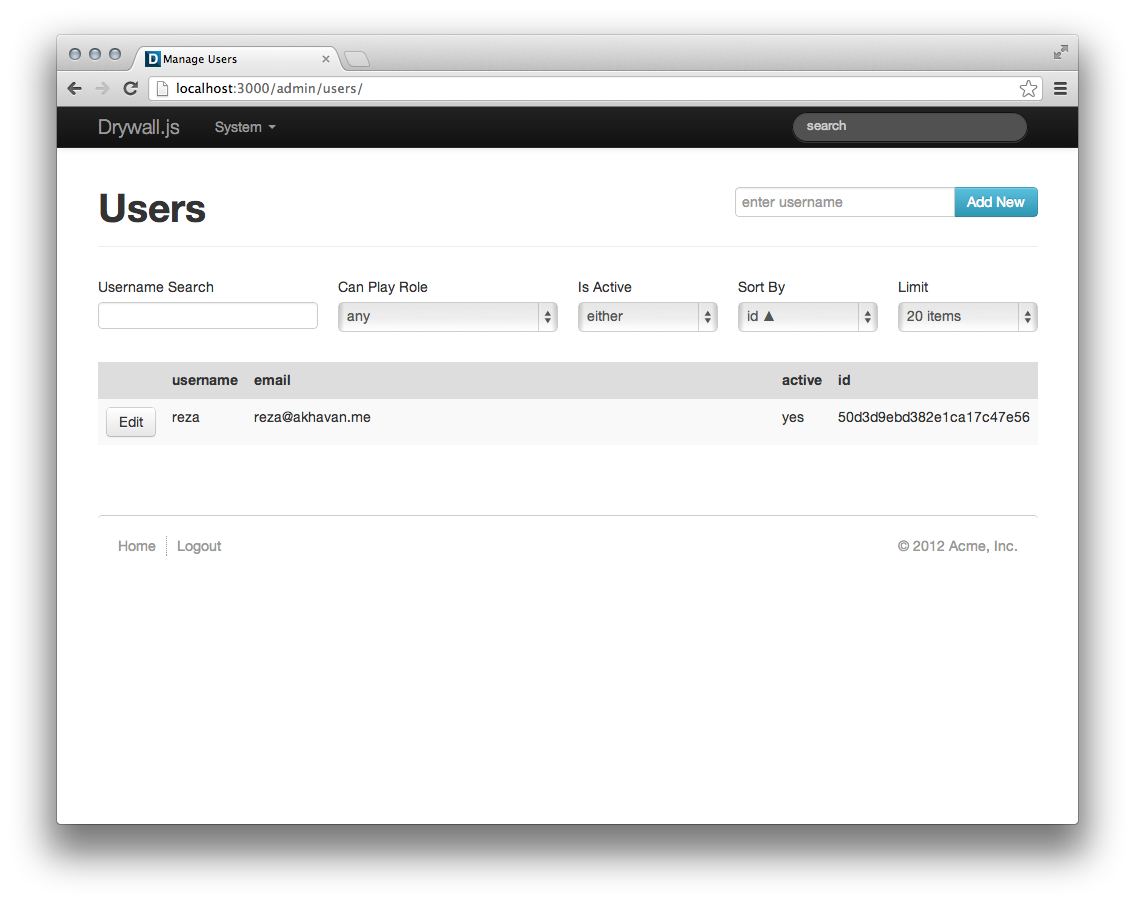 D Manage Users
localhost:3000/admin/users/
Drywall.js System search
Users enter username Add New
Username Search Can Play Role Is Active Sort By Limit
any either id ▲ 20 items
username email active id
Edit reza reza@akhavan.me yes 50d3d9ebd382e1ca17c47e56
Home Logout © 2012 Acme, Inc.